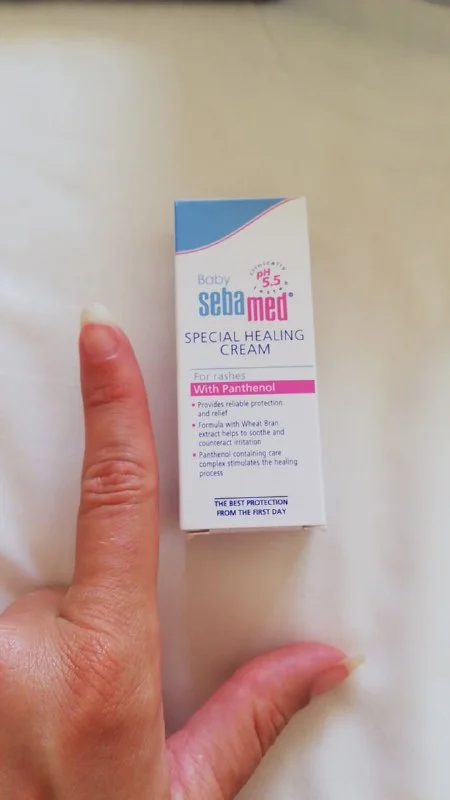 Baby
CLINICALLY
pH
5.5
TESTED
sebamed®
SPECIAL HEALING
CREAM
For rashes
With Panthenol
• Provides reliable protection
and relief
• Formula with Wheat Bran
extract helps to soothe and
counteract irritation
• Panthenol containing care
complex stimulates the healing
process
THE BEST PROTECTION
FROM THE FIRST DAY